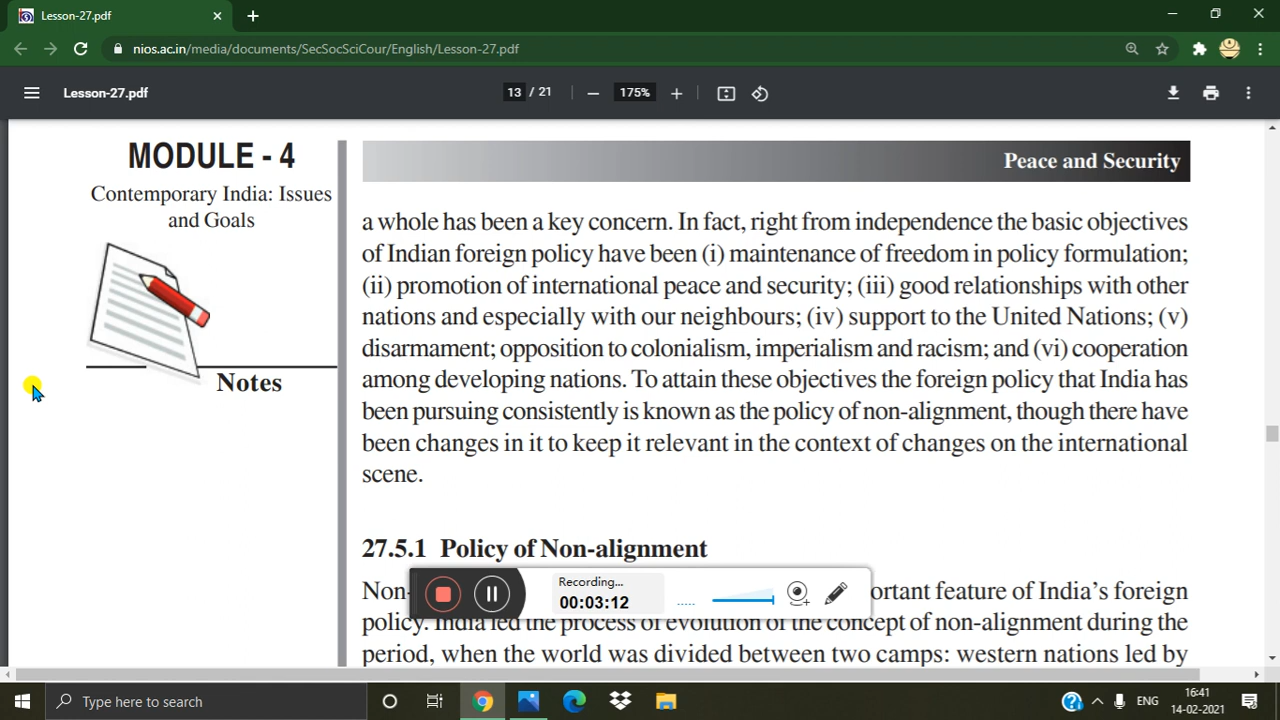 Lesson-27.pdf
nios.ac.in/media/documents/SecSocSciCour/English/Lesson-27.pdf
Lesson-27.pdf
13 / 21
175%
MODULE - 4
Contemporary India: Issues
and Goals
Notes
Peace and Security
a whole has been a key concern. In fact, right from independence the basic objectives
of Indian foreign policy have been (i) maintenance of freedom in policy formulation;
(ii) promotion of international peace and security; (iii) good relationships with other
nations and especially with our neighbours; (iv) support to the United Nations; (v)
disarmament; opposition to colonialism, imperialism and racism; and (vi) cooperation
among developing nations. To attain these objectives the foreign policy that India has
been pursuing consistently is known as the policy of non-alignment, though there have
been changes in it to keep it relevant in the context of changes on the international
scene.
27.5.1 Policy of Non-alignment
Non- ortant feature of India's foreign
policy. India led the process of evolution of the concept of non-alignment during the
period, when the world was divided between two camps: western nations led by
Recording...
00:03:12
Type here to search
ENG
16:41
14-02-2021